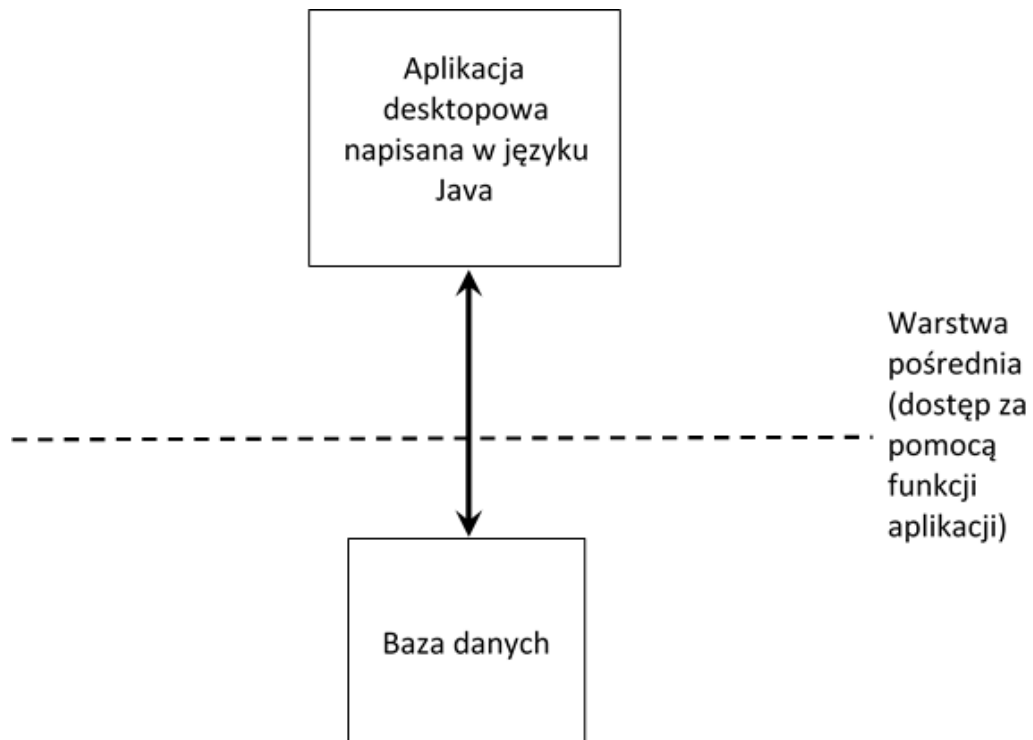 Aplikacja
desktopowa
napisana w języku
Java
Warstwa
pośrednia
(dostęp za
pomocą
funkcji
aplikacji)
Baza danych